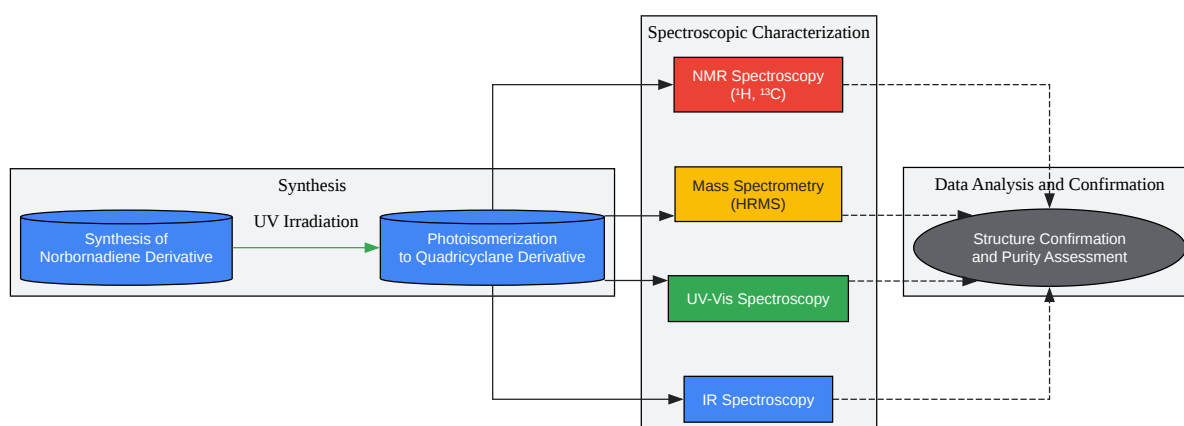 Synthesis
Synthesis of
Norbornadiene Derivative
UV Irradiation
Photoisomerization
to Quadricyclane Derivative
Spectroscopic Characterization
NMR Spectroscopy
(¹H, ¹³C)
Mass Spectrometry
(HRMS)
UV-Vis Spectroscopy
IR Spectroscopy
Data Analysis and Confirmation
Structure Confirmation
and Purity Assessment